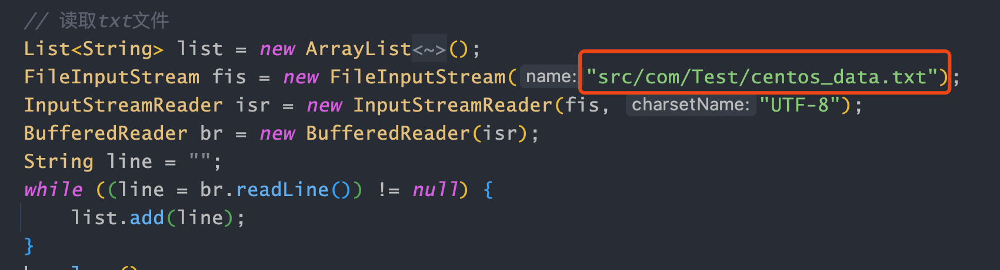 // 读取txt文件
List<String> list = new ArrayList<~>();
FileInputStream fis = new FileInputStream( name: "src/com/Test/centos_data.txt");
InputStreamReader isr = new InputStreamReader(fis, charsetName: "UTF-8");
BufferedReader br = new BufferedReader(isr);
String line = "";
while ((line = br.readLine()) != null) {
    list.add(line);
}